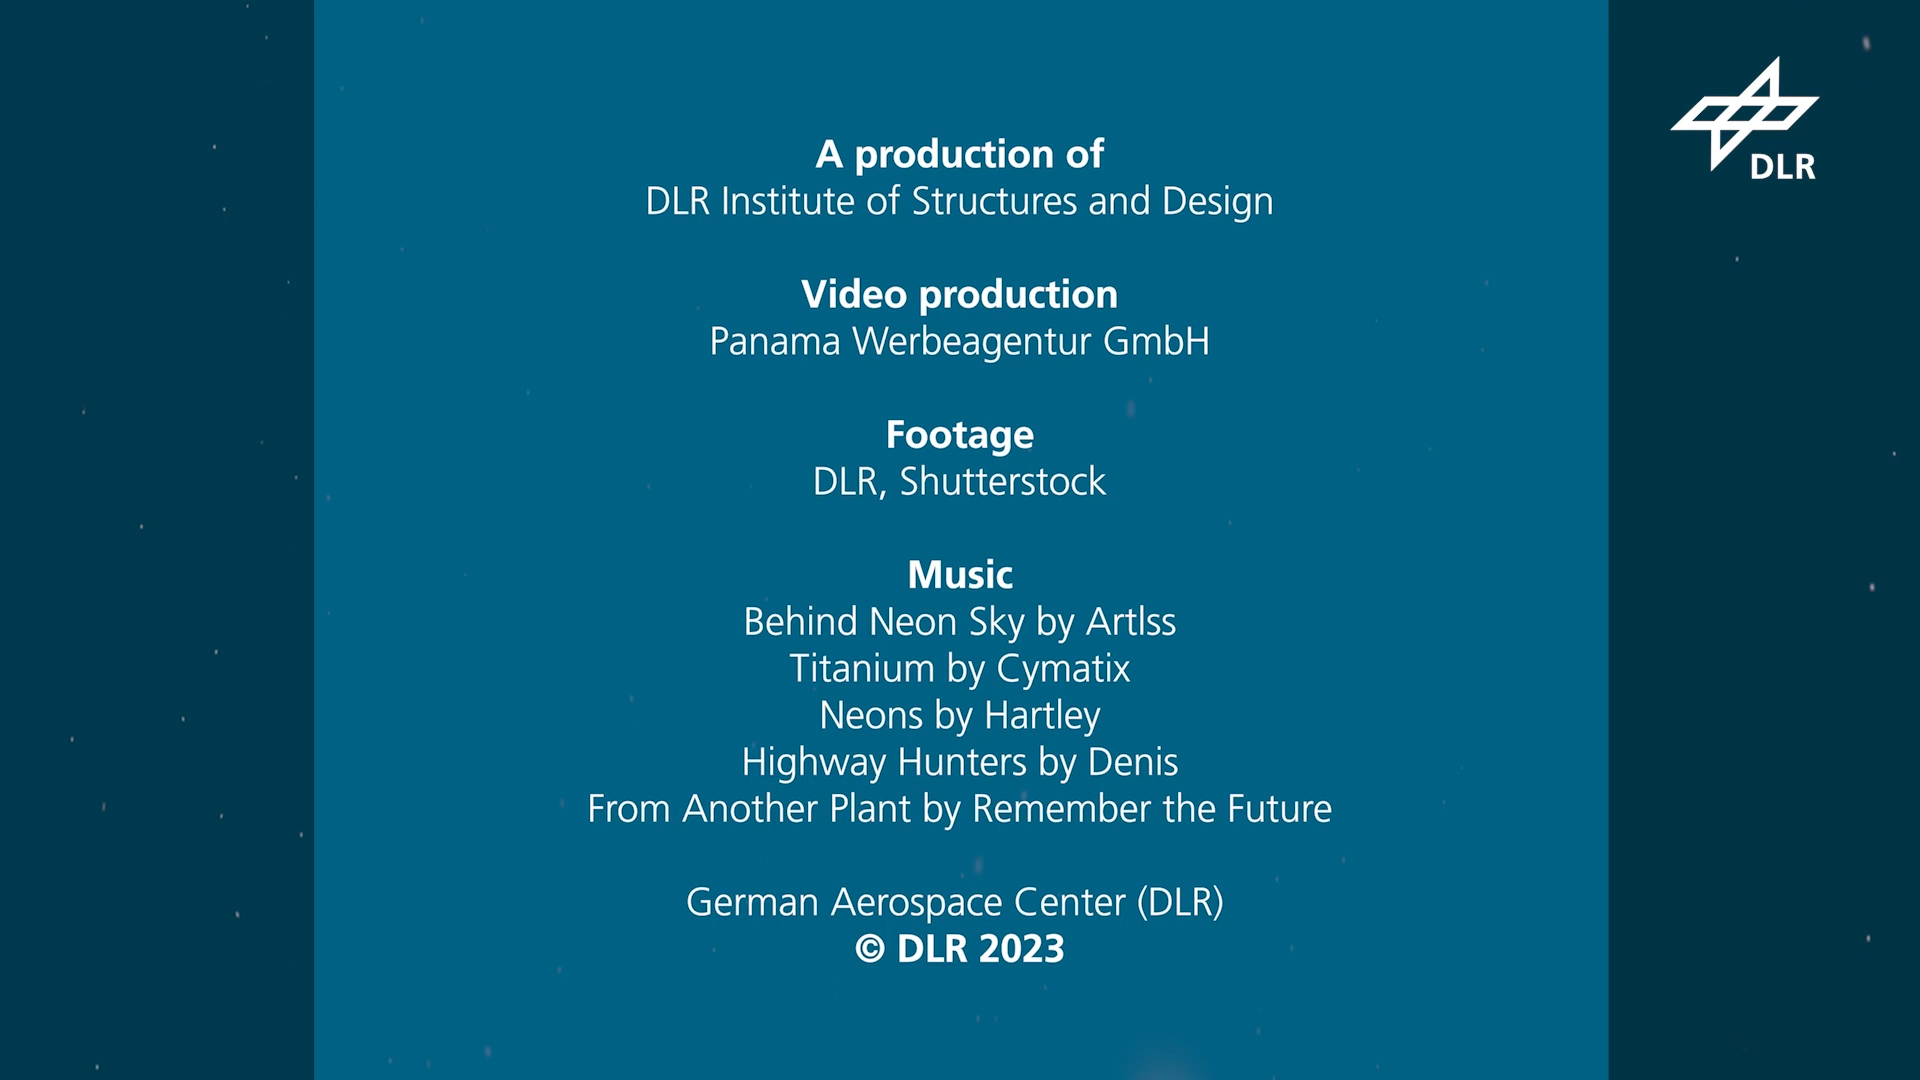 A production of
DLR Institute of Structures and Design
Video production
Panama Werbeagentur GmbH
Footage
DLR, Shutterstock
Music
Behind Neon Sky by Artlss
Titanium by Cymatix
Neons by Hartley
Highway Hunters by Denis
From Another Plant by Remember the Future
German Aerospace Center (DLR)
© DLR 2023
DLR